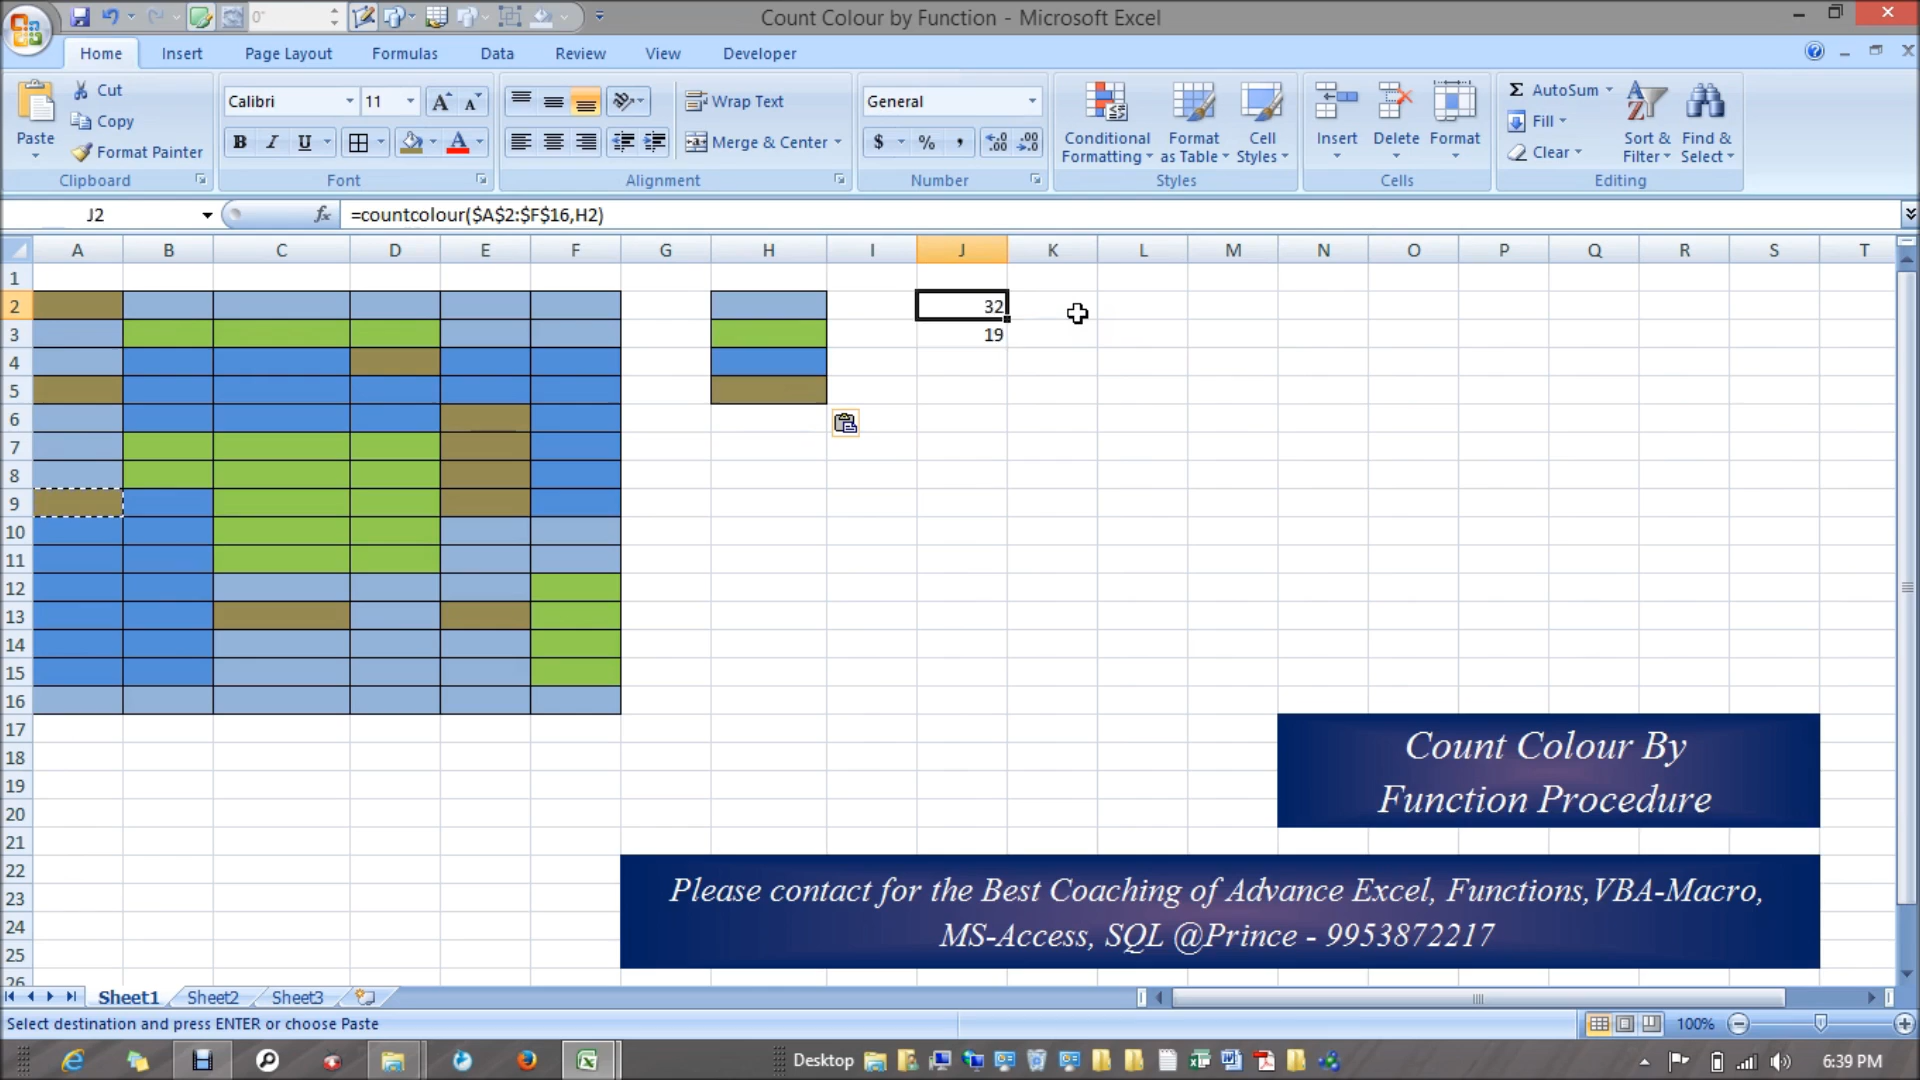 0°
Count Colour by Function - Microsoft Excel
Home Insert Page Layout Formulas Data Review View Developer
Paste
Cut
Copy
Format Painter
Clipboard
Calibri 11
B I U
Font
Wrap Text
Merge & Center
Alignment
General
$ % ,
Number
Conditional Formatting
Format as Table
Cell Styles
Styles
Insert
Delete
Format
Cells
AutoSum
Fill
Clear
Sort & Filter
Find & Select
Editing
J2 fx =countcolour($A$2:$F$16,H2)
A B C D E F G H I J K L M N O P Q R S T
1
2 32
3 19
4
5
6
7
8
9
10
11
12
13
14
15
16
17
18
19
20
21
22
23
24
25
26
Count Colour By
Function Procedure
Please contact for the Best Coaching of Advance Excel, Functions,VBA-Macro,
MS-Access, SQL @Prince - 9953872217
Sheet1 Sheet2 Sheet3
Select destination and press ENTER or choose Paste
100%
Desktop
6:39 PM